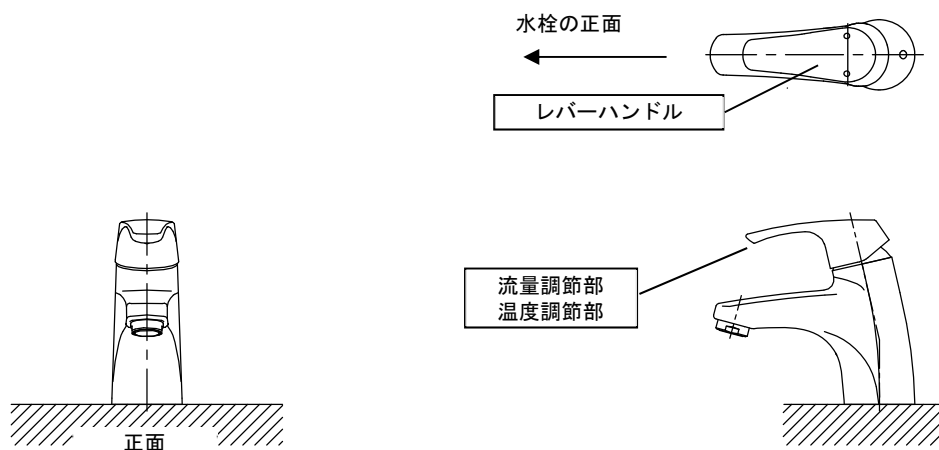 水栓の正面
レバーハンドル
流量調節部
温度調節部
正面